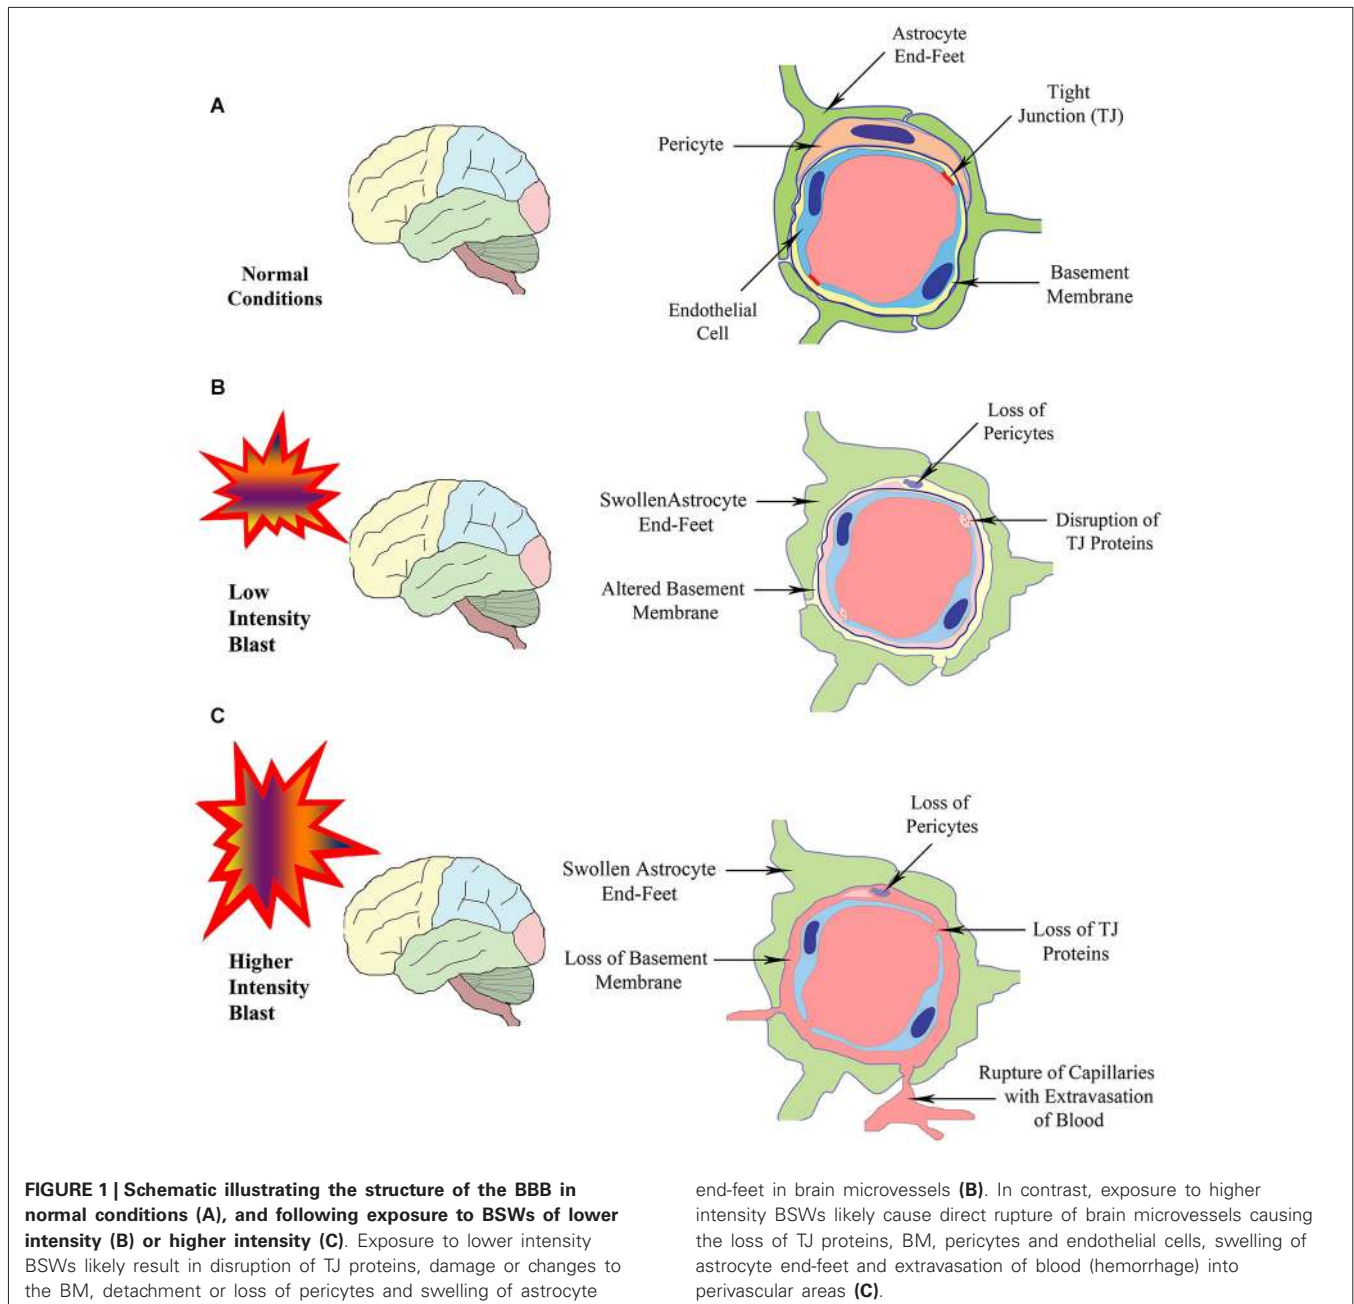 A
Normal
Conditions
Astrocyte
End-Feet
Tight
Junction (TJ)
Pericyte
Endothelial
Cell
Basement
Membrane
B
Low
Intensity
Blast
Loss of
Pericytes
SwollenAstrocyte
End-Feet
Disruption of
TJ Proteins
Altered Basement
Membrane
C
Higher
Intensity
Blast
Loss of
Pericytes
Swollen Astrocyte
End-Feet
Loss of TJ
Proteins
Loss of Basement
Membrane
Rupture of Capillaries
with Extravasation
of Blood
FIGURE 1 | Schematic illustrating the structure of the BBB in
normal conditions (A), and following exposure to BSWs of lower
intensity (B) or higher intensity (C). Exposure to lower intensity
BSWs likely result in disruption of TJ proteins, damage or changes to
the BM, detachment or loss of pericytes and swelling of astrocyte
end-feet in brain microvessels (B). In contrast, exposure to higher
intensity BSWs likely cause direct rupture of brain microvessels causing
the loss of TJ proteins, BM, pericytes and endothelial cells, swelling of
astrocyte end-feet and extravasation of blood (hemorrhage) into
perivascular areas (C).